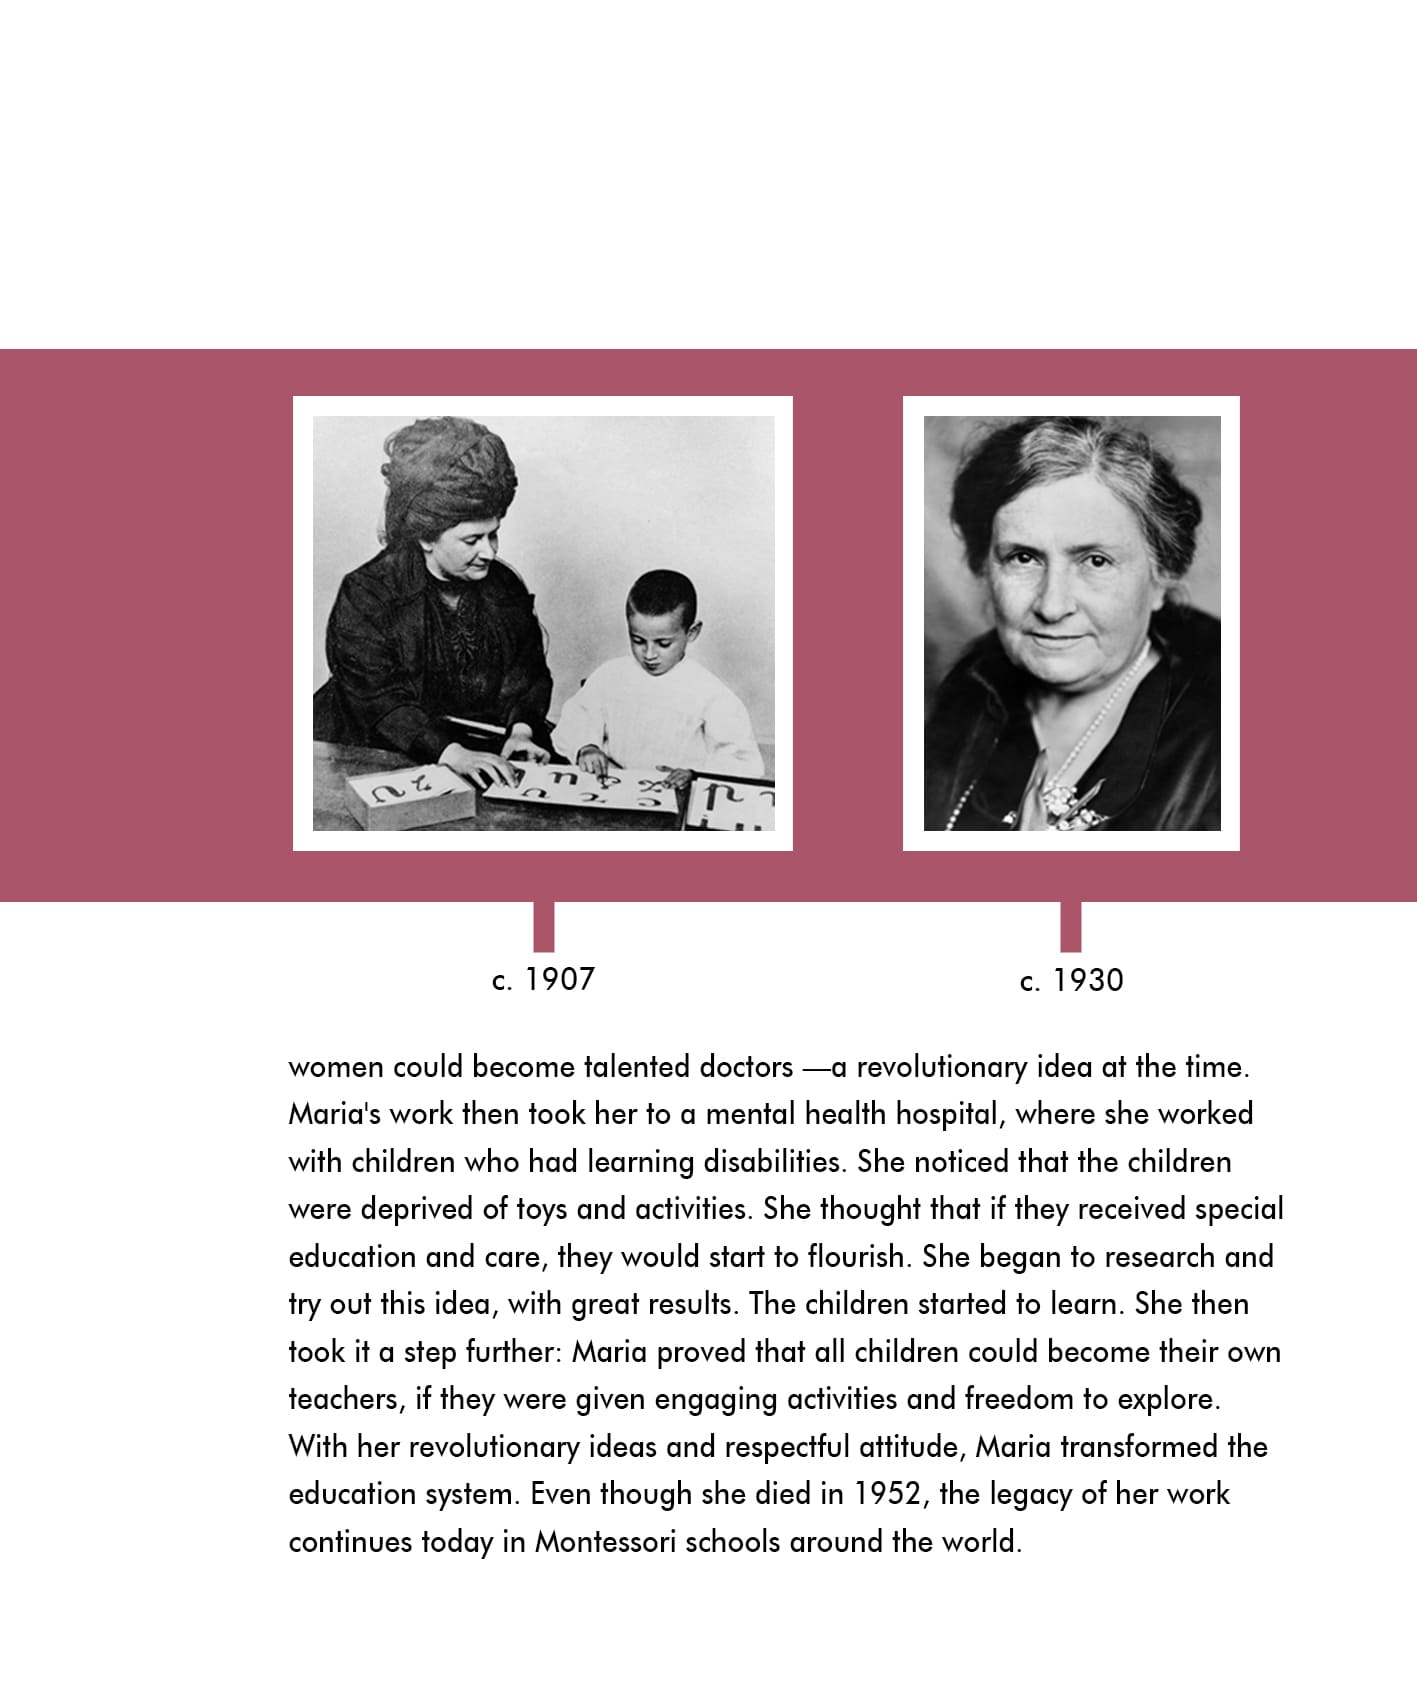 c. 1907
c. 1930
women could become talented doctors —a revolutionary idea at the time.
Maria's work then took her to a mental health hospital, where she worked
with children who had learning disabilities. She noticed that the children
were deprived of toys and activities. She thought that if they received special
education and care, they would start to flourish. She began to research and
try out this idea, with great results. The children started to learn. She then
took it a step further: Maria proved that all children could become their own
teachers, if they were given engaging activities and freedom to explore.
With her revolutionary ideas and respectful attitude, Maria transformed the
education system. Even though she died in 1952, the legacy of her work
continues today in Montessori schools around the world.